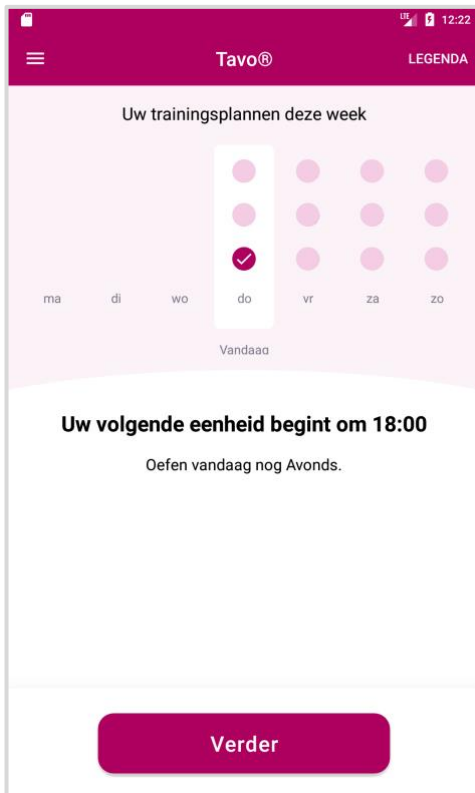 LTE 12:22
Tavo® LEGENDA
Uw trainingsplannen deze week
ma di wo do vr za zo
Vandaag
Uw volgende eenheid begint om 18:00
Oefen vandaag nog Avonds.
Verder